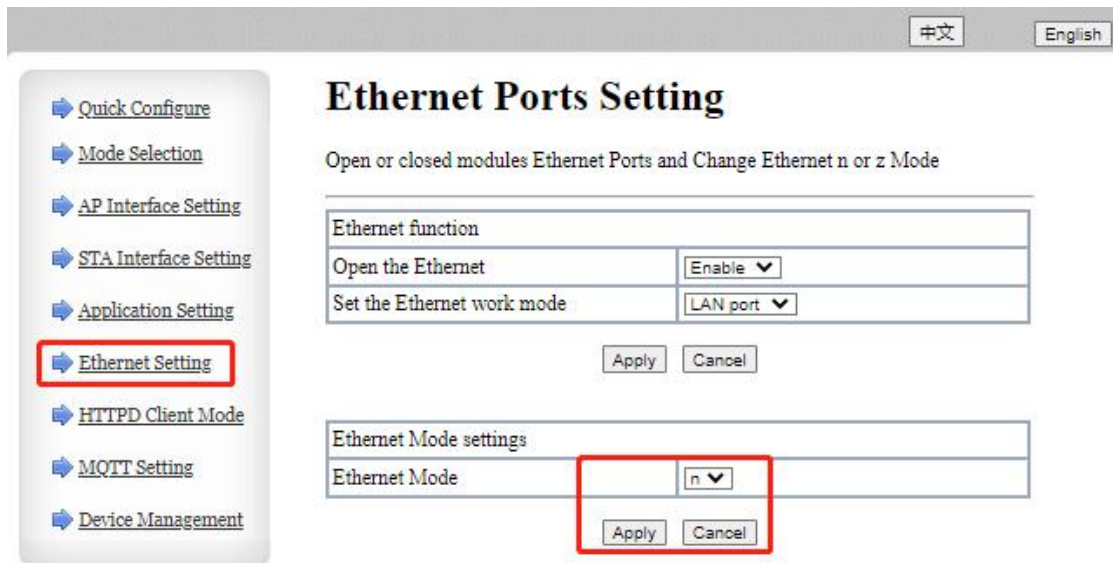 中文
English
Quick Configure
Mode Selection
AP Interface Setting
STA Interface Setting
Application Setting
Ethernet Setting
HTTPD Client Mode
MQTT Setting
Device Management
Ethernet Ports Setting
Open or closed modules Ethernet Ports and Change Ethernet n or z Mode
Ethernet function
Open the Ethernet Enable
Set the Ethernet work mode LAN port
Apply Cancel
Ethernet Mode settings
Ethernet Mode n
Apply Cancel